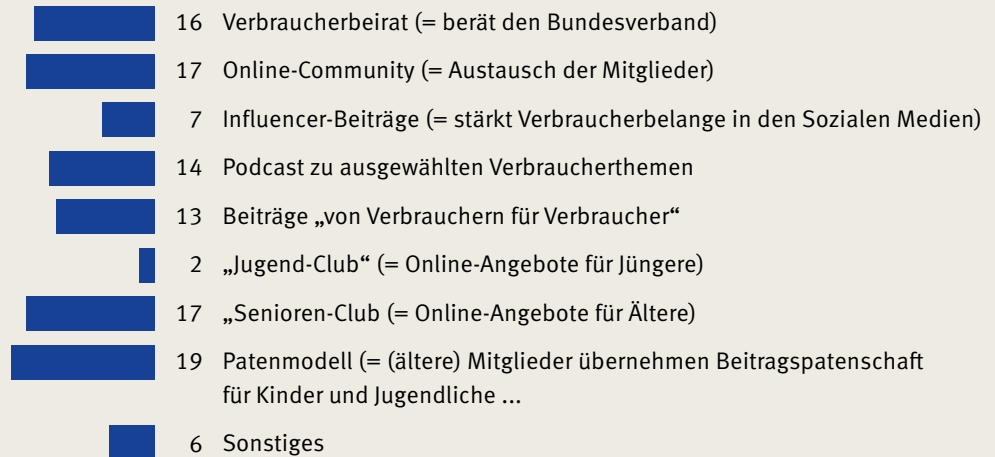 16 Verbraucherbeirat (= berät den Bundesverband)
17 Online-Community (= Austausch der Mitglieder)
7 Influencer-Beiträge (= stärkt Verbraucherbelange in den Sozialen Medien)
14 Podcast zu ausgewählten Verbraucherthemen
13 Beiträge „von Verbrauchern für Verbraucher“
2 „Jugend-Club“ (= Online-Angebote für Jüngere)
17 „Senioren-Club (= Online-Angebote für Ältere)
19 Patenmodell (= (ältere) Mitglieder übernehmen Beitragspatenschaft
für Kinder und Jugendliche ...
6 Sonstiges